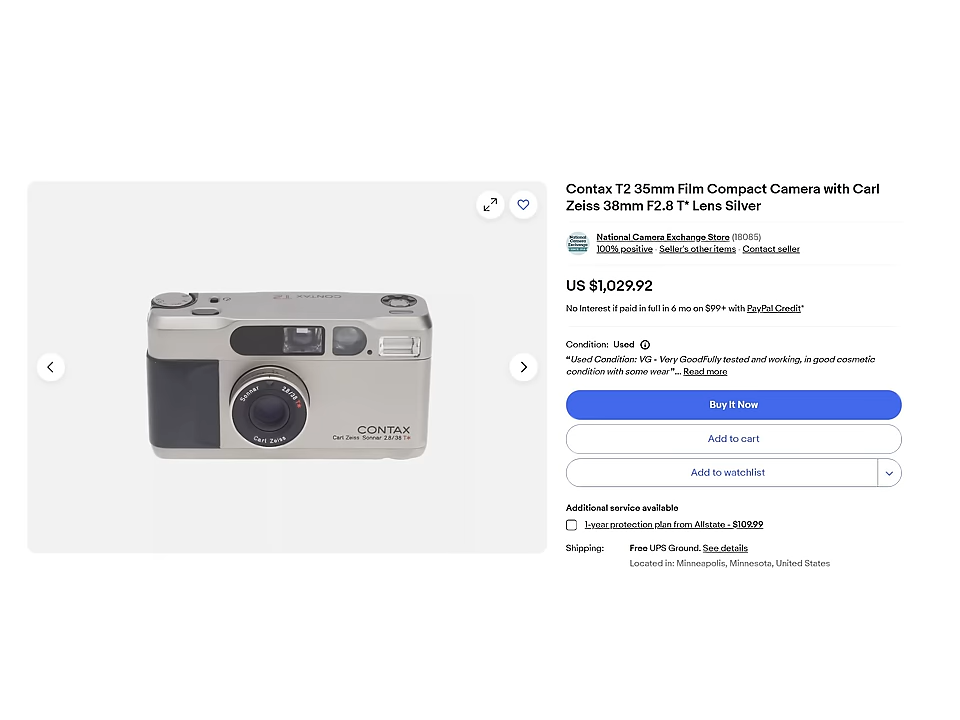 Contax T2 35mm Film Compact Camera with Carl
Zeiss 38mm F2.8 T* Lens Silver
National Camera Exchange Store (18085)
100% positive · Seller's other items · Contact seller
US $1,029.92
No Interest if paid in full in 6 mo on $99+ with PayPal Credit*
Condition: Used
“Used Condition: VG - Very GoodFully tested and working, in good cosmetic
condition with some wear”... Read more
Buy It Now
Add to cart
Add to watchlist
Additional service available
1-year protection plan from Allstate - $109.99
Shipping: Free UPS Ground. See details
Located in: Minneapolis, Minnesota, United States
CONTAX T2
Sonnar 2.8/38 T*
Carl Zeiss
CONTAX
Carl Zeiss Sonnar 2.8/38 T*
National
Camera
Exchange